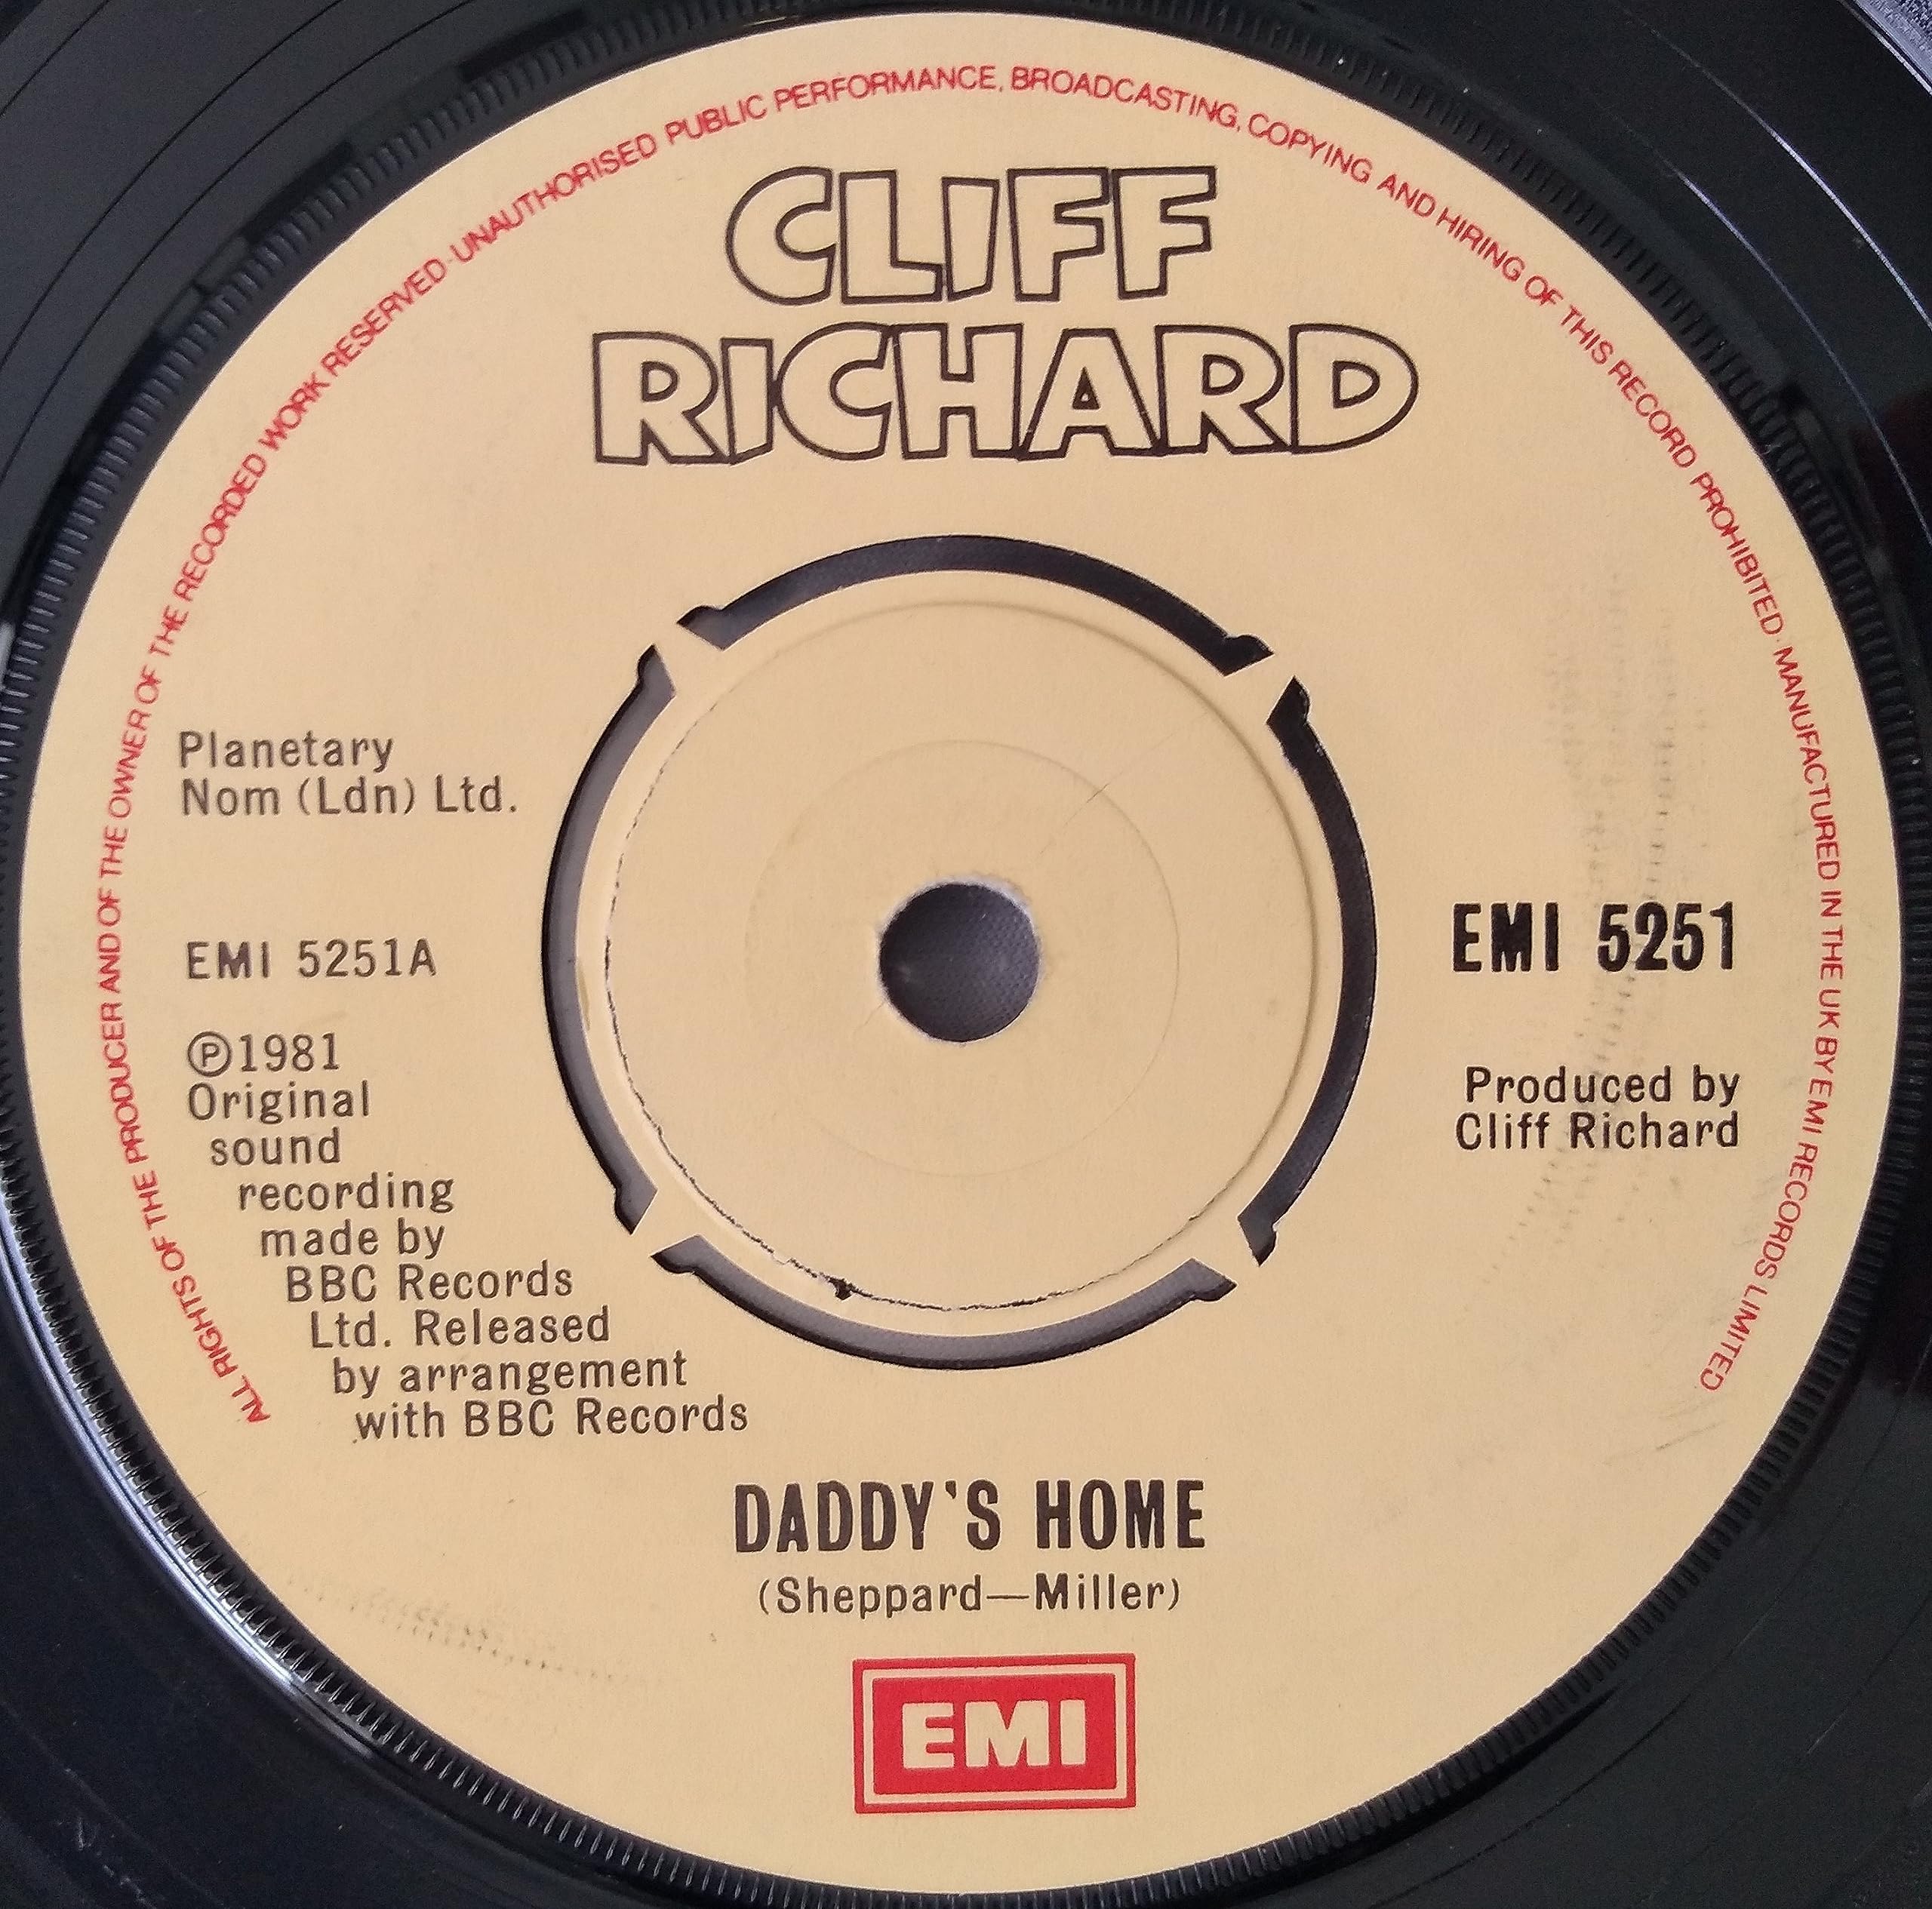 ALL RIGHTS OF THE PRODUCER AND OF THE OWNER OF THE RECORDED WORK RESERVED · UNAUTHORISED PUBLIC PERFORMANCE, BROADCASTING, COPYING AND HIRING OF THIS RECORD PROHIBITED · MANUFACTURED IN THE UK BY EMI RECORDS LIMITED
CLIFF
RICHARD
Planetary
Nom (Ldn) Ltd.
EMI 5251A
℗1981
Original
sound
recording
made by
BBC Records
Ltd. Released
by arrangement
with BBC Records
EMI 5251
Produced by
Cliff Richard
DADDY'S HOME
(Sheppard—Miller)
EMI